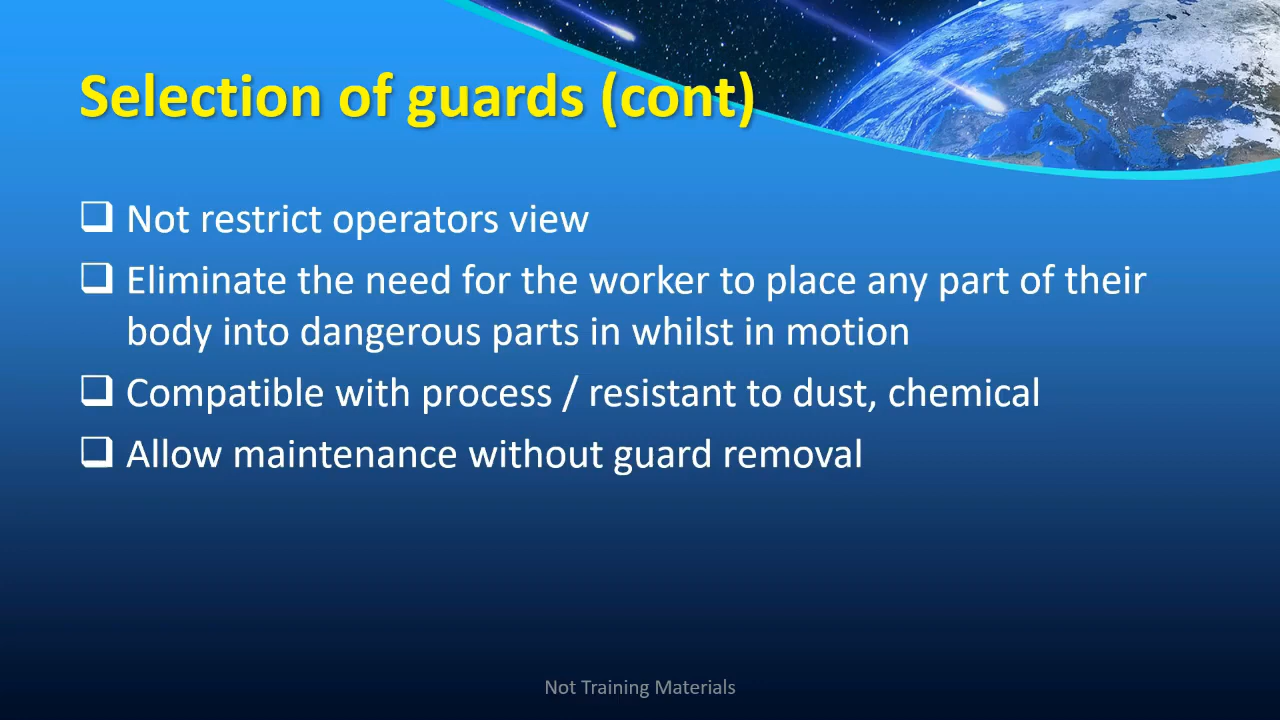 Selection of guards (cont)
Not restrict operators view
Eliminate the need for the worker to place any part of their
body into dangerous parts in whilst in motion
Compatible with process / resistant to dust, chemical
Allow maintenance without guard removal
Not Training Materials